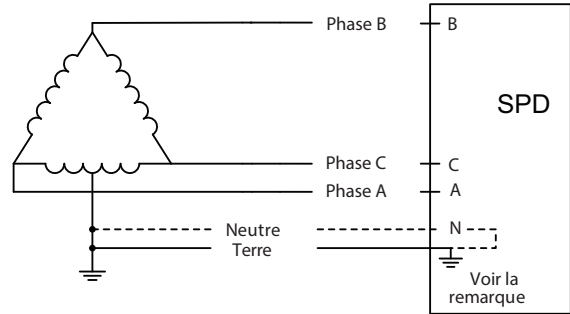 Phase B
B
SPD
Phase C
C
Phase A
A
Neutre
N
Terre
Voir la
remarque